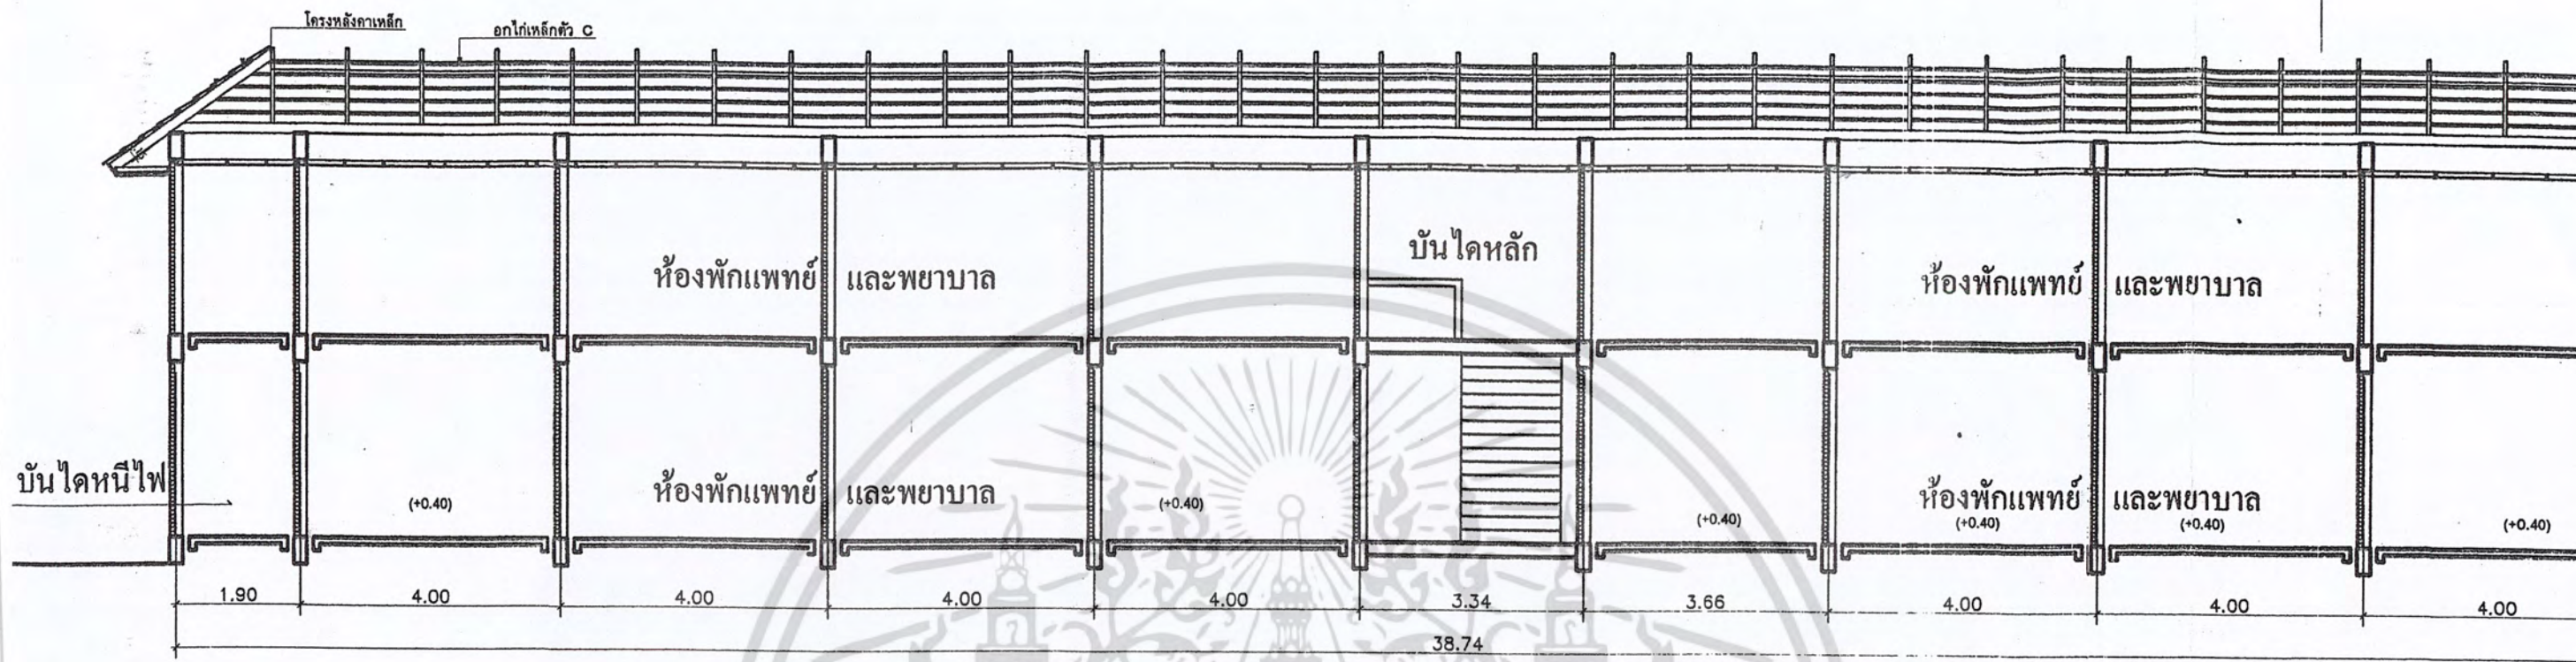 โครงหลังคาเหล็ก
อกไก่เหล็กตัว C
บันไดหลัก
ห้องพักแพทย์ และพยาบาล
ห้องพักแพทย์ และพยาบาล
บันไดหนีไฟ
ห้องพักแพทย์ และพยาบาล
ห้องพักแพทย์ และพยาบาล
(+0.40)
(+0.40)
(+0.40)
(+0.40)
(+0.40)
(+0.40)
1.90
4.00
4.00
4.00
4.00
3.34
3.66
4.00
4.00
4.00
38.74